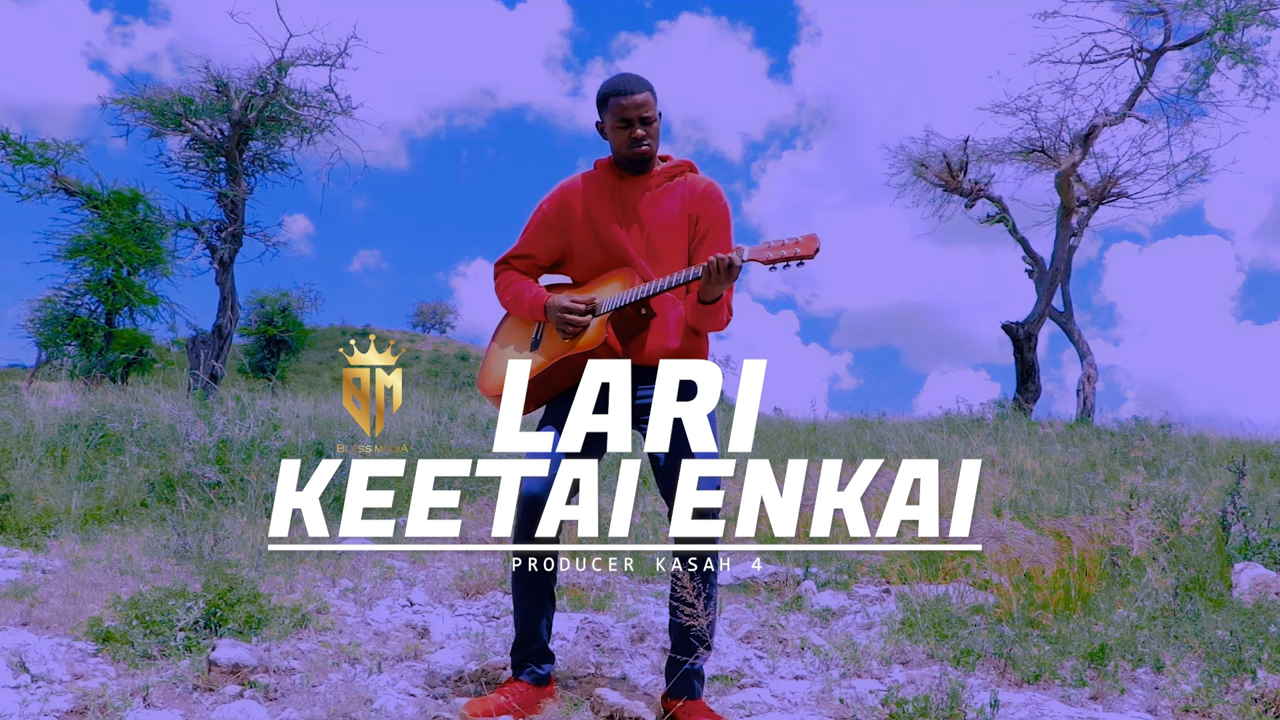 BM
BLESS MEDIA
LARI
KEETAI ENKAI
PRODUCER KASAH 4